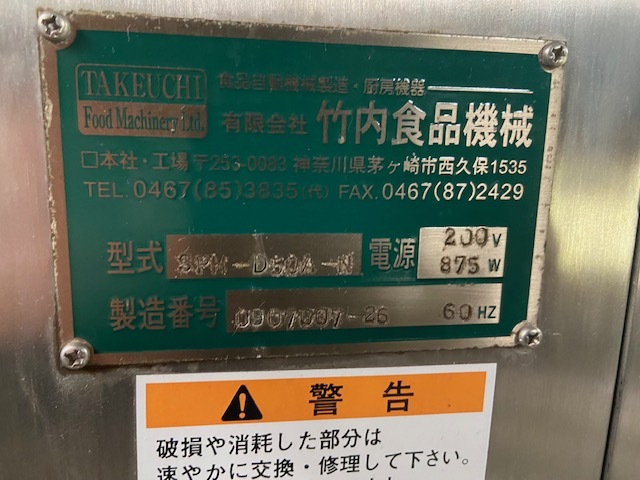 TAKEUCHI
Food Machinery Ltd.
食品自動機械製造・厨房機器
有限会社 竹内食品機械
□本社・工場〒253-0083 神奈川県茅ヶ崎市西久保1535
TEL.0467(85)3835(代) FAX.0467(87)2429
型式 電源 200V
875W
製造番号 60HZ
警告
破損や消耗した部分は
速やかに交換・修理して下さい。